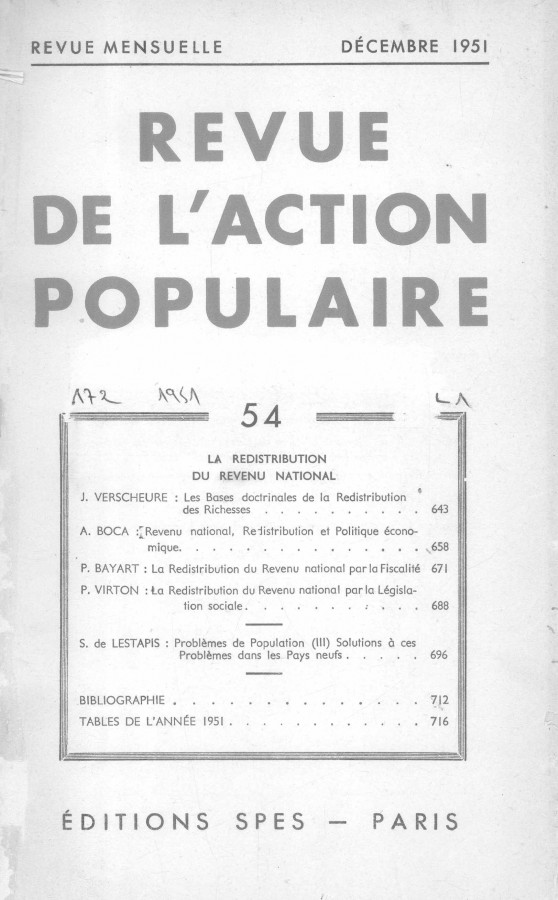 REVUE MENSUELLE DÉCEMBRE 1951
REVUE
DE L'ACTION
POPULAIRE
172 1951 L1
54
LA REDISTRIBUTION
DU REVENU NATIONAL
J. VERSCHEURE : Les Bases doctrinales de la Redistribution
des Richesses . . . . . . . . . . 643
A. BOCA : Revenu national, Redistribution et Politique écono-
mique. . . . . . . . . . . . . . 658
P. BAYART : La Redistribution du Revenu national par la Fiscalité 671
P. VIRTON : La Redistribution du Revenu national par la Législa-
tion sociale. . . . . . . . . . . 688
S. de LESTAPIS : Problèmes de Population (III) Solutions à ces
Problèmes dans les Pays neufs . . . . . 696
BIBLIOGRAPHIE . . . . . . . . . . . . . 712
TABLES DE L'ANNÉE 1951 . . . . . . . . . . 716
ÉDITIONS SPES — PARIS